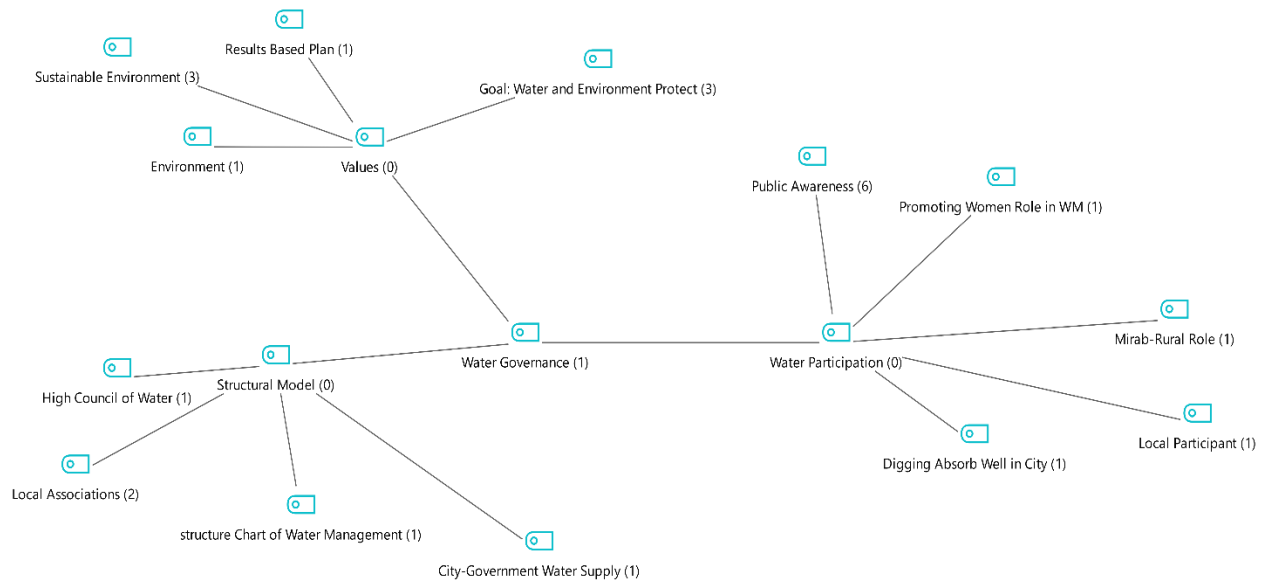 Results Based Plan (1)
Sustainable Environment (3)
Goal: Water and Environment Protect (3)
Environment (1)
Values (0)
Public Awareness (6)
Promoting Women Role in WM (1)
Mirab-Rural Role (1)
Water Governance (1)
Water Participation (0)
Structural Model (0)
High Council of Water (1)
Local Participant (1)
Digging Absorb Well in City (1)
Local Associations (2)
structure Chart of Water Management (1)
City-Government Water Supply (1)